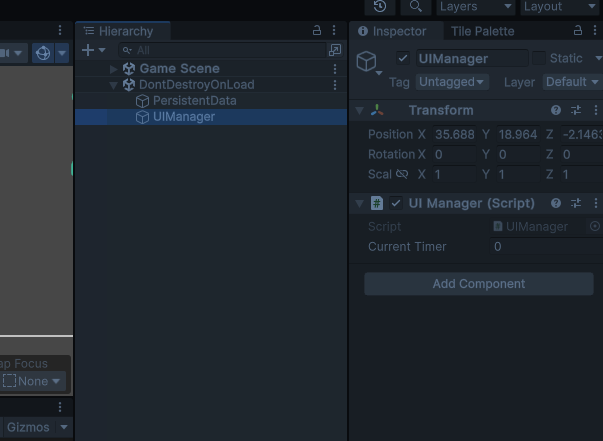 Layers Layout
Hierarchy
All
Game Scene
DontDestroyOnLoad
PersistentData
UIManager
Inspector Tile Palette
UIManager Static
Tag Untagged Layer Default
Transform
Position X 35.688 Y 18.964 Z -2.1463
Rotation X 0 Y 0 Z 0
Scal X 1 Y 1 Z 1
# UI Manager (Script)
Script # UIManager
Current Timer 0
Add Component
ap Focus
None
Gizmos